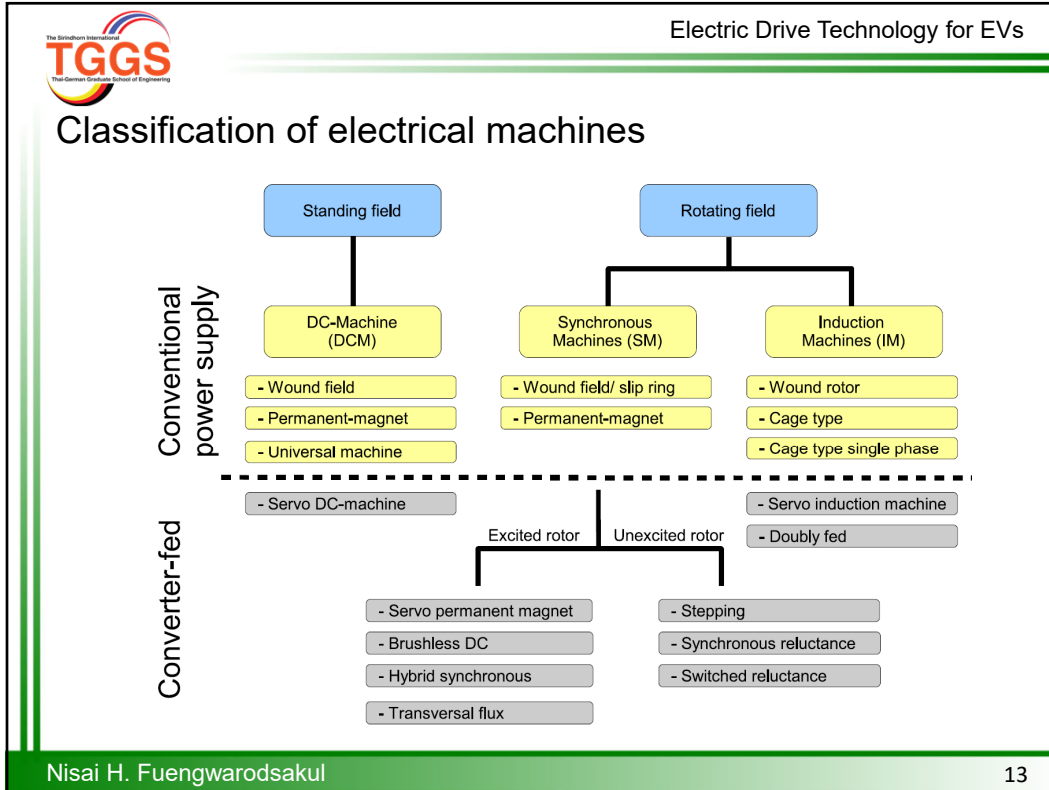 The Sirindhorn International
TGGS
Thai-German Graduate School of Engineering
Electric Drive Technology for EVs
Classification of electrical machines
Standing field
Rotating field
Conventional
power supply
DC-Machine
(DCM)
Synchronous
Machines (SM)
Induction
Machines (IM)
- Wound field
- Permanent-magnet
- Universal machine
- Wound field/ slip ring
- Permanent-magnet
- Wound rotor
- Cage type
- Cage type single phase
Converter-fed
- Servo DC-machine
- Servo induction machine
- Doubly fed
Excited rotor
Unexcited rotor
- Servo permanent magnet
- Brushless DC
- Hybrid synchronous
- Transversal flux
- Stepping
- Synchronous reluctance
- Switched reluctance
Nisai H. Fuengwarodsakul
13